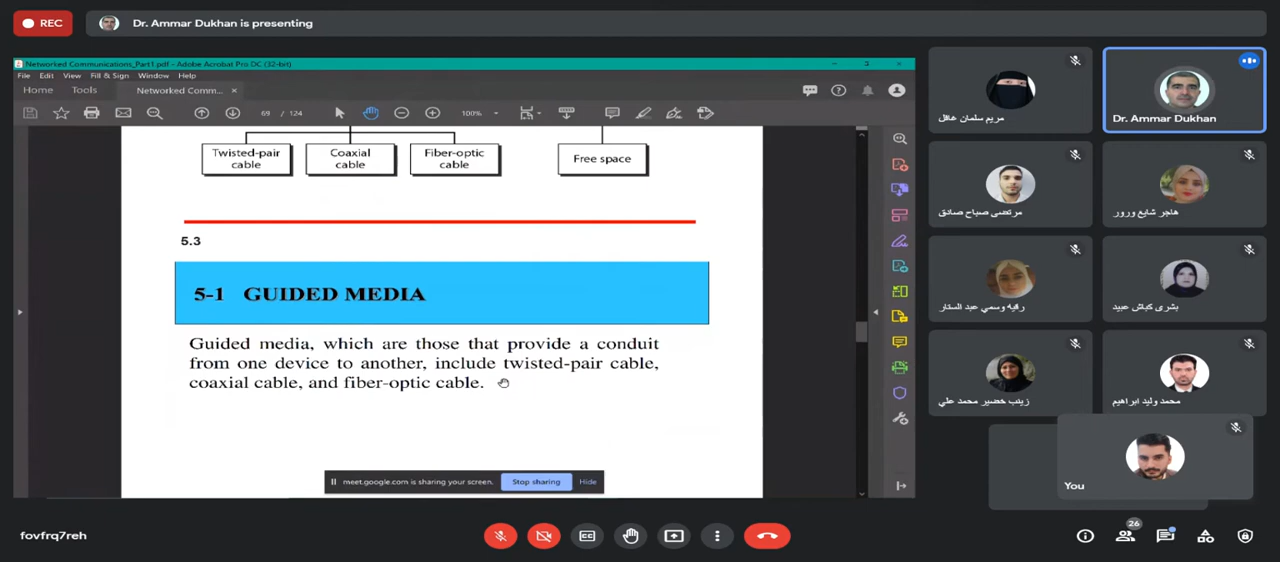 REC
Dr. Ammar Dukhan is presenting
Networked Communications_Part1.pdf - Adobe Acrobat Pro DC (32-bit)
File Edit View Fill & Sign Window Help
Home Tools Networked Comm...
69 / 124 100%
Twisted-pair
cable
Coaxial
cable
Fiber-optic
cable
Free space
5.3
5-1 GUIDED MEDIA
Guided media, which are those that provide a conduit
from one device to another, include twisted-pair cable,
coaxial cable, and fiber-optic cable.
meet.google.com is sharing your screen. Stop sharing Hide
مريم سلمان عاقل
Dr. Ammar Dukhan
مرتضى صباح صادق
هاجر شايع ورور
رقيه وسمي عبد الستار
بشرى كباش عبيد
زينب خضير محمد علي
محمد وليد ابراهيم
You
fovfrq7reh
26